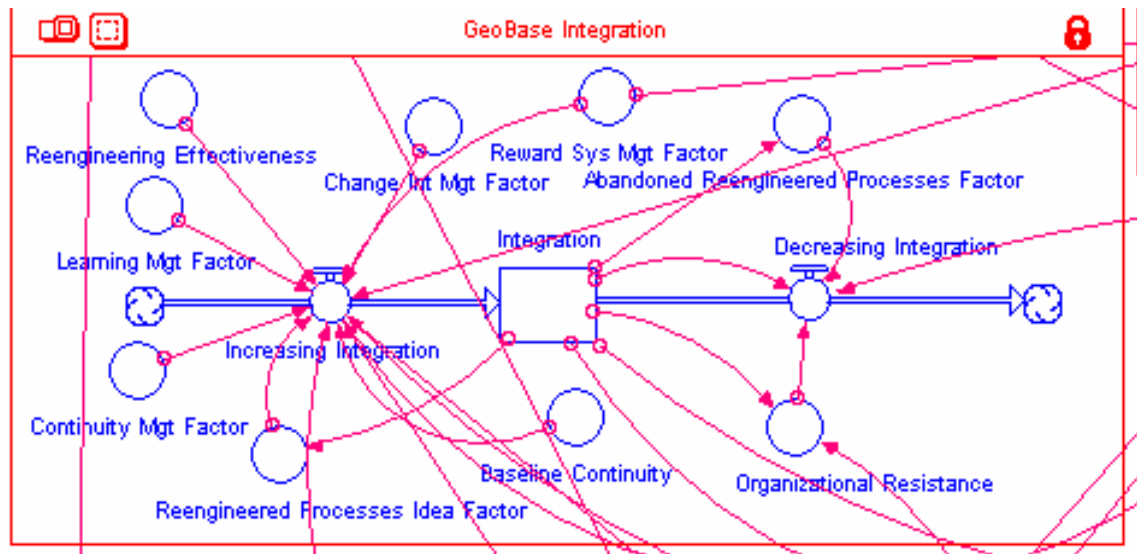 GeoBase Integration
Reengineering Effectiveness
Change Int Mgt Factor
Reward Sys Mgt Factor
Abandoned Reengineered Processes Factor
Learning Mgt Factor
Integration
Decreasing Integration
Increasing Integration
Continuity Mgt Factor
Baseline Continuity
Organizational Resistance
Reengineered Processes Idea Factor